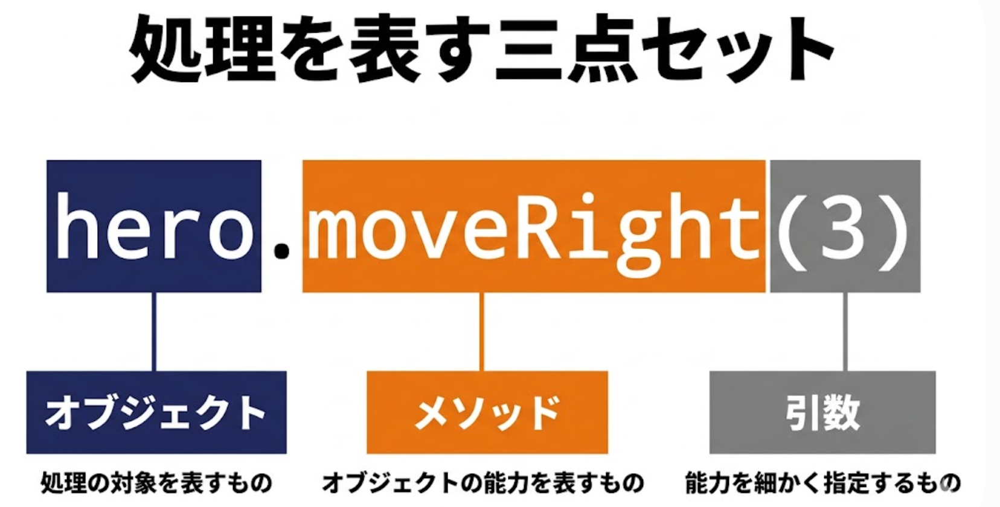 処理を表す三点セット
hero.moveRight(3)
オブジェクト
メソッド
引数
処理の対象を表すもの
オブジェクトの能力を表すもの
能力を細かく指定するもの